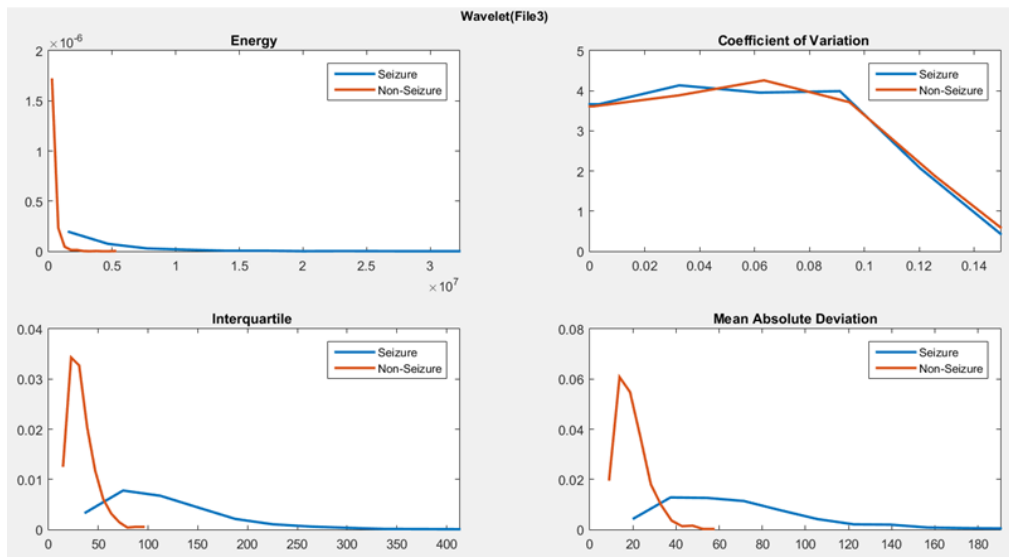 Wavelet(File3)
Energy
×10⁻⁶
2
1.5
1
0.5
0
0 0.5 1 1.5 2 2.5 3
×10⁷
Seizure
Non-Seizure
Coefficient of Variation
5
4
3
2
1
0
0 0.02 0.04 0.06 0.08 0.1 0.12 0.14
Seizure
Non-Seizure
Interquartile
0.04
0.03
0.02
0.01
0
0 50 100 150 200 250 300 350 400
Seizure
Non-Seizure
Mean Absolute Deviation
0.08
0.06
0.04
0.02
0
0 20 40 60 80 100 120 140 160 180
Seizure
Non-Seizure